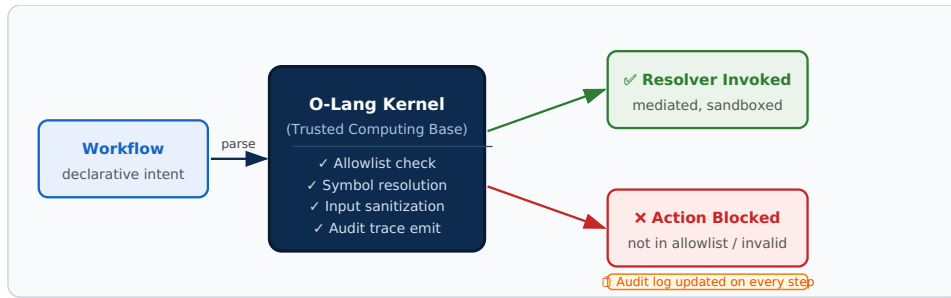 Workflow
declarative intent
parse
O-Lang Kernel
(Trusted Computing Base)
✓ Allowlist check
✓ Symbol resolution
✓ Input sanitization
✓ Audit trace emit
✅ Resolver Invoked
mediated, sandboxed
❌ Action Blocked
not in allowlist / invalid
📋 Audit log updated on every step